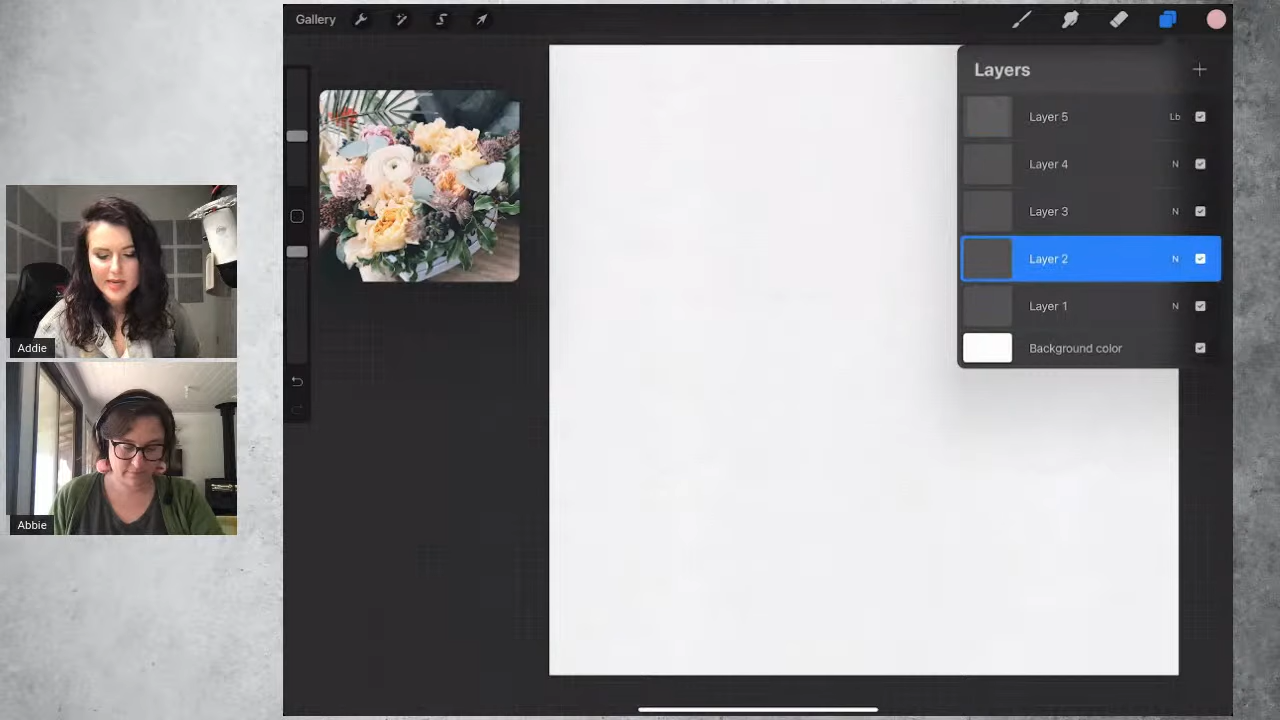 Gallery
Layers
Layer 5 Lb
Layer 4 N
Layer 3 N
Layer 2 N
Layer 1 N
Background color
Addie
Abbie